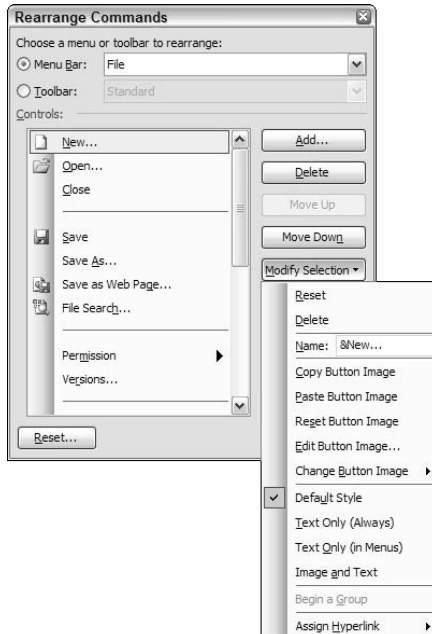 Rearrange Commands
Choose a menu or toolbar to rearrange:
Menu Bar: File
Toolbar: Standard
Controls:
New...
Open...
Close
Save
Save As...
Save as Web Page...
File Search...
Permission
Versions...
Add...
Delete
Move Up
Move Down
Modify Selection
Reset...
Reset
Delete
Name: &New...
Copy Button Image
Paste Button Image
Reset Button Image
Edit Button Image...
Change Button Image
Default Style
Text Only (Always)
Text Only (in Menus)
Image and Text
Begin a Group
Assign Hyperlink